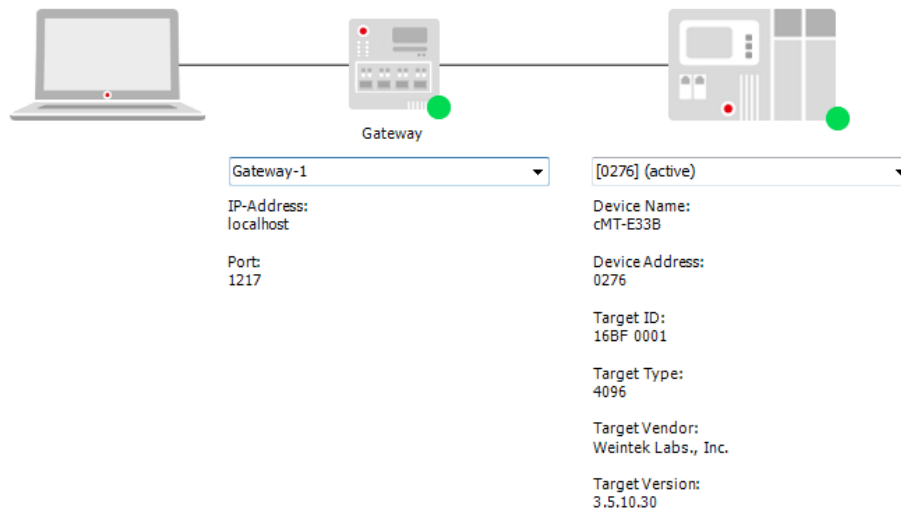 Gateway
Gateway-1
[0276] (active)
IP-Address:
localhost
Port:
1217
Device Name:
cMT-E33B
Device Address:
0276
Target ID:
16BF 0001
Target Type:
4096
Target Vendor:
Weintek Labs., Inc.
Target Version:
3.5.10.30